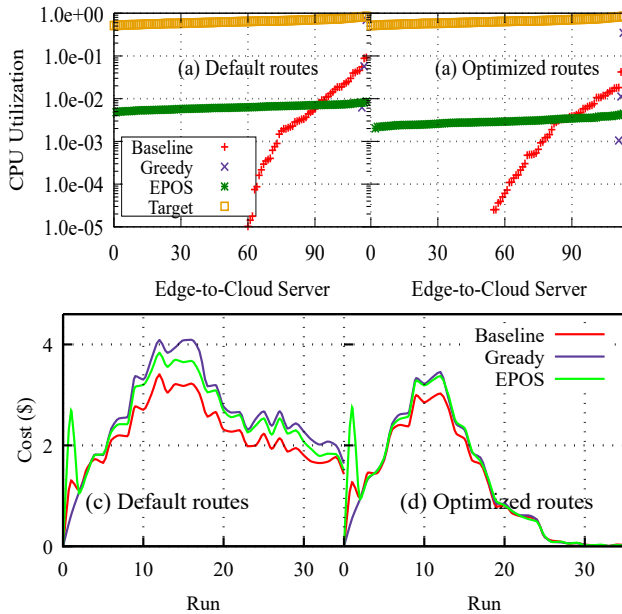 CPU Utilization
1.0e+00
1.0e-01
1.0e-02
1.0e-03
1.0e-04
1.0e-05
(a) Default routes
(a) Optimized routes
Baseline
Greedy
EPOS
Target
0 30 60 90 0 30 60 90
Edge-to-Cloud Server Edge-to-Cloud Server
Cost ($)
4
2
0
Baseline
Gready
EPOS
(c) Default routes
(d) Optimized routes
0 10 20 30 0 10 20 30
Run Run